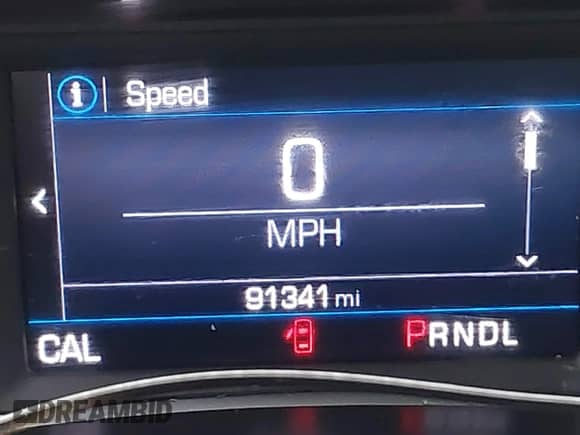 i Speed
0
MPH
91341 mi
CAL PRNDL
DREAMBID